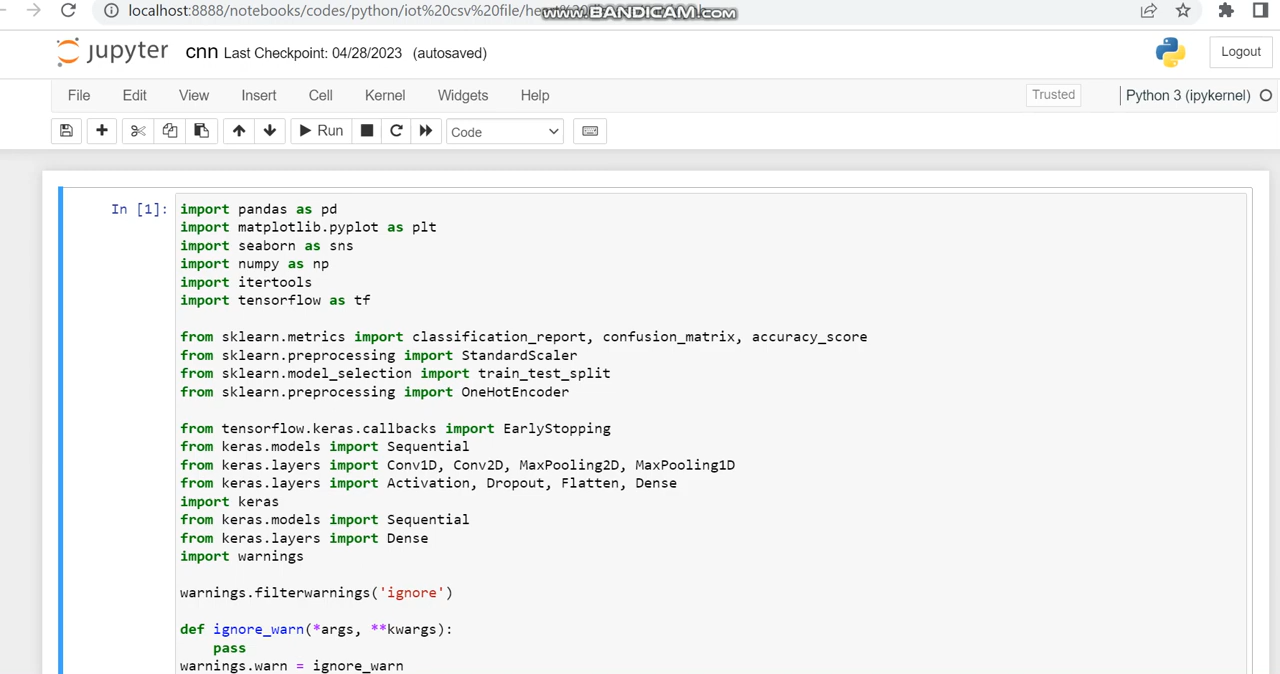 localhost:8888/notebooks/codes/python/iot%20csv%20file/he
www.BANDICAM.com
jupyter cnn Last Checkpoint: 04/28/2023 (autosaved)
Logout
File Edit View Insert Cell Kernel Widgets Help
Trusted
Python 3 (ipykernel)
Run
Code
In [1]:
import pandas as pd
import matplotlib.pyplot as plt
import seaborn as sns
import numpy as np
import itertools
import tensorflow as tf
from sklearn.metrics import classification_report, confusion_matrix, accuracy_score
from sklearn.preprocessing import StandardScaler
from sklearn.model_selection import train_test_split
from sklearn.preprocessing import OneHotEncoder
from tensorflow.keras.callbacks import EarlyStopping
from keras.models import Sequential
from keras.layers import Conv1D, Conv2D, MaxPooling2D, MaxPooling1D
from keras.layers import Activation, Dropout, Flatten, Dense
import keras
from keras.models import Sequential
from keras.layers import Dense
import warnings
warnings.filterwarnings('ignore')
def ignore_warn(*args, **kwargs):
    pass
warnings.warn = ignore_warn